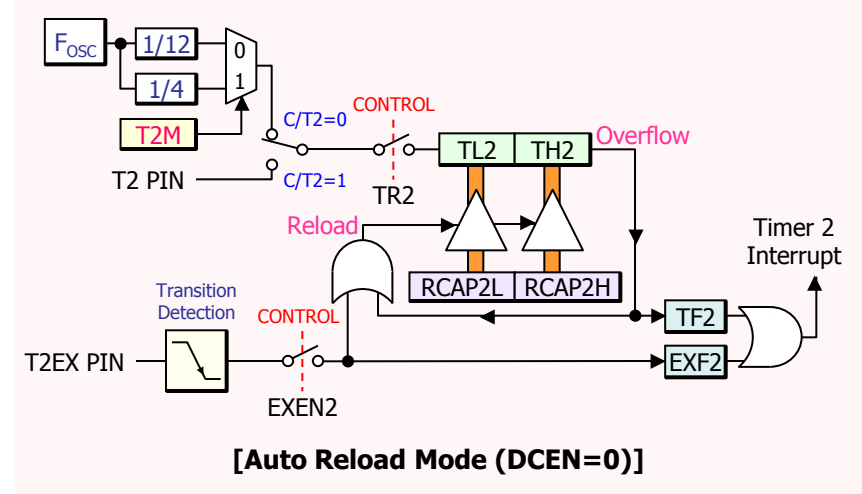 FOSC
1/12
0
1/4
1
T2M
C/T2=0
CONTROL
TL2
TH2
Overflow
T2 PIN
C/T2=1
TR2
Reload
Timer 2
Interrupt
RCAP2L
RCAP2H
Transition
Detection
CONTROL
TF2
T2EX PIN
EXF2
EXEN2
[Auto Reload Mode (DCEN=0)]